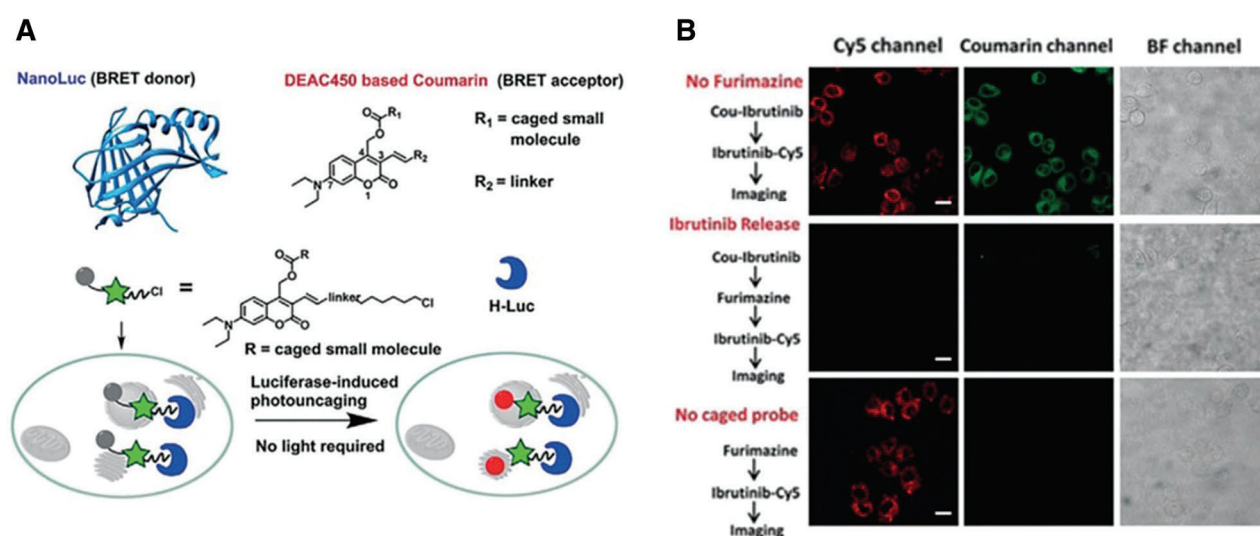 A
NanoLuc (BRET donor)
DEAC450 based Coumarin (BRET acceptor)
O
R1
O
4
3
R2
N
7
O
1
O
R1 = caged small
molecule
R2 = linker
Cl
=
O
R
O
linker
Cl
N
O
O
R = caged small molecule
H-Luc
Luciferase-induced
photouncaging
No light required
B
Cy5 channel
Coumarin channel
BF channel
No Furimazine
Cou-Ibrutinib
Ibrutinib-Cy5
Imaging
Ibrutinib Release
Cou-Ibrutinib
Furimazine
Ibrutinib-Cy5
Imaging
No caged probe
Furimazine
Ibrutinib-Cy5
Imaging